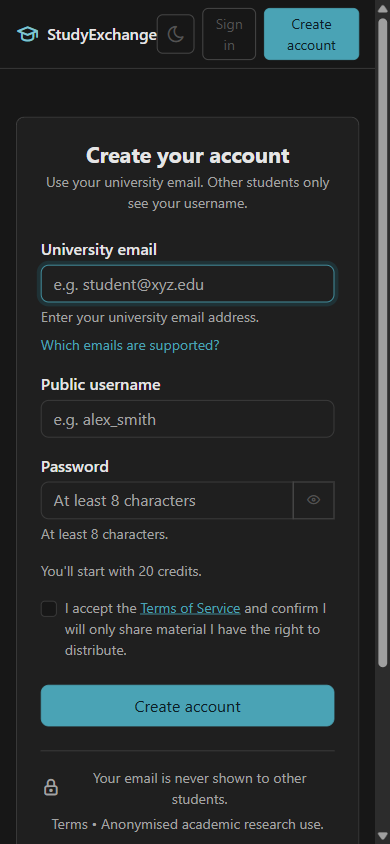 StudyExchange
Sign
in
Create
account
Create your account
Use your university email. Other students only
see your username.
University email
e.g. student@xyz.edu
Enter your university email address.
Which emails are supported?
Public username
e.g. alex_smith
Password
At least 8 characters
At least 8 characters.
You'll start with 20 credits.
I accept the Terms of Service and confirm I
will only share material I have the right to
distribute.
Create account
Your email is never shown to other
students.
Terms • Anonymised academic research use.